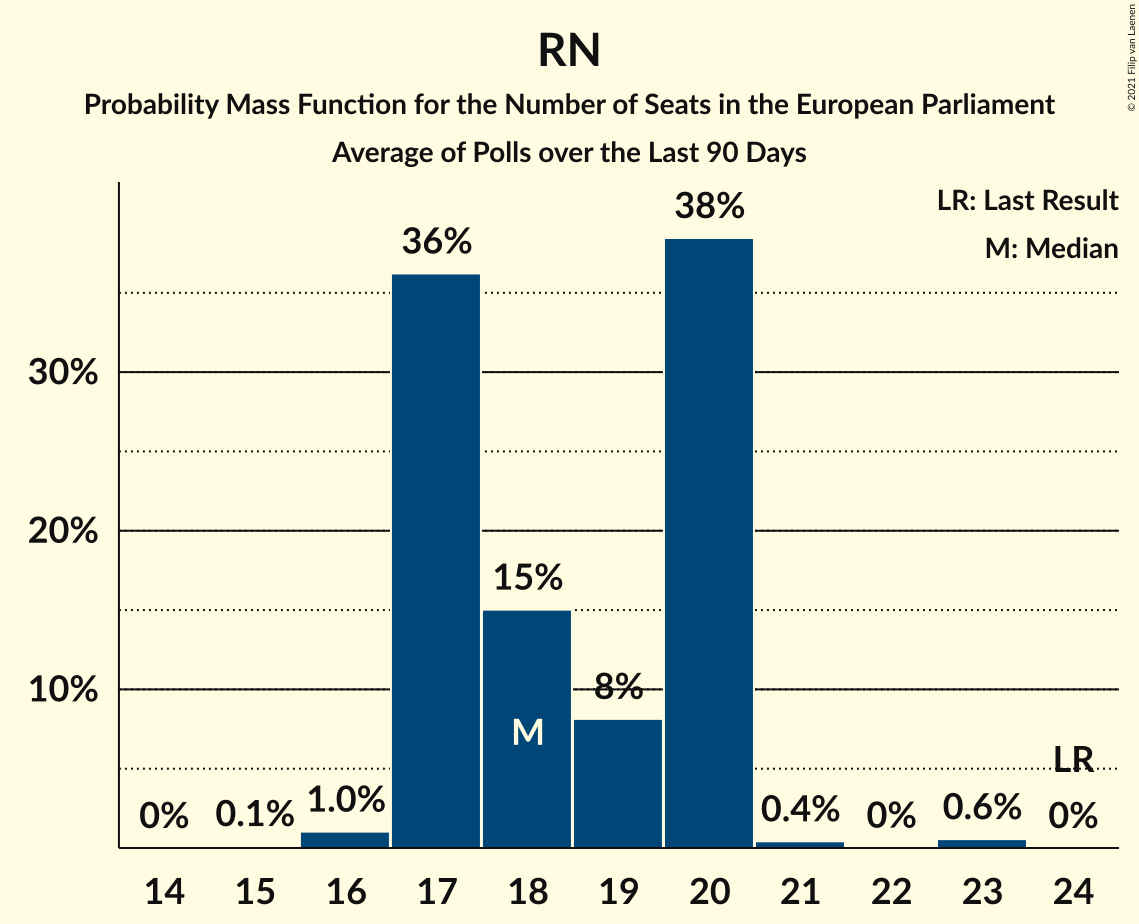 RN
Probability Mass Function for the Number of Seats in the European Parliament
Average of Polls over the Last 90 Days
© 2021 Filip van Laenen
LR: Last Result
M: Median
38%
36%
30%
20%
15%
10%
8%
M
LR
0%
0.1%
1.0%
0.4%
0%
0.6%
0%
14 15 16 17 18 19 20 21 22 23 24